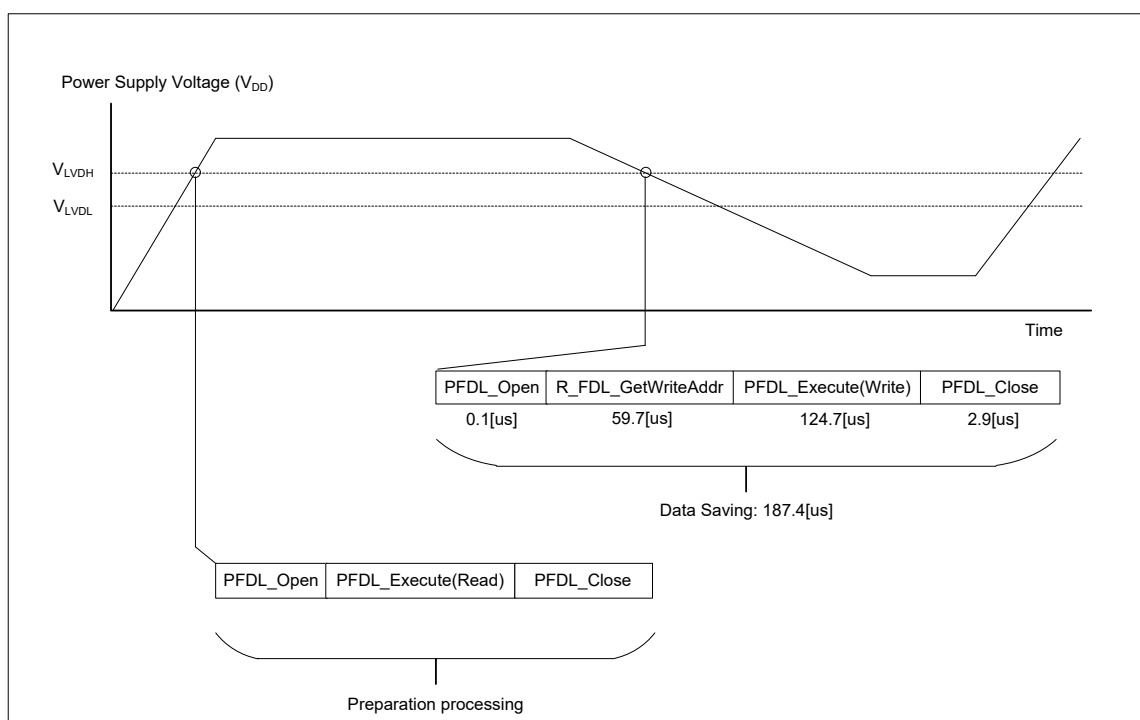 Power Supply Voltage (VDD)
VLVDH
VLVDL
Time
PFDL_Open R_FDL_GetWriteAddr PFDL_Execute(Write) PFDL_Close
0.1[us] 59.7[us] 124.7[us] 2.9[us]
Data Saving: 187.4[us]
PFDL_Open PFDL_Execute(Read) PFDL_Close
Preparation processing